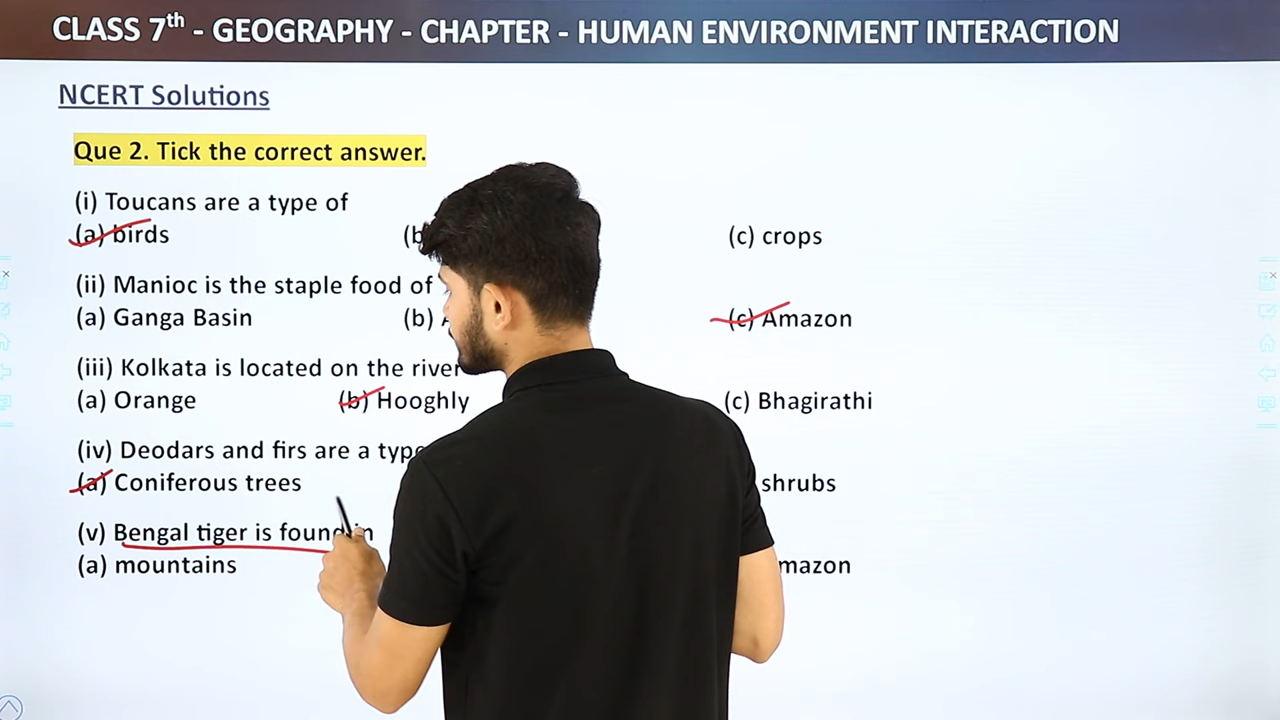 CLASS 7th - GEOGRAPHY - CHAPTER - HUMAN ENVIRONMENT INTERACTION
NCERT Solutions
Que 2. Tick the correct answer.
(i) Toucans are a type of
(a) birds (c) crops
(ii) Manioc is the staple food of
(a) Ganga Basin (b) (c) Amazon
(iii) Kolkata is located on the river
(a) Orange (b) Hooghly (c) Bhagirathi
(iv) Deodars and firs are a type
(a) Coniferous trees shrubs
(v) Bengal tiger is found in
(a) mountains mazon